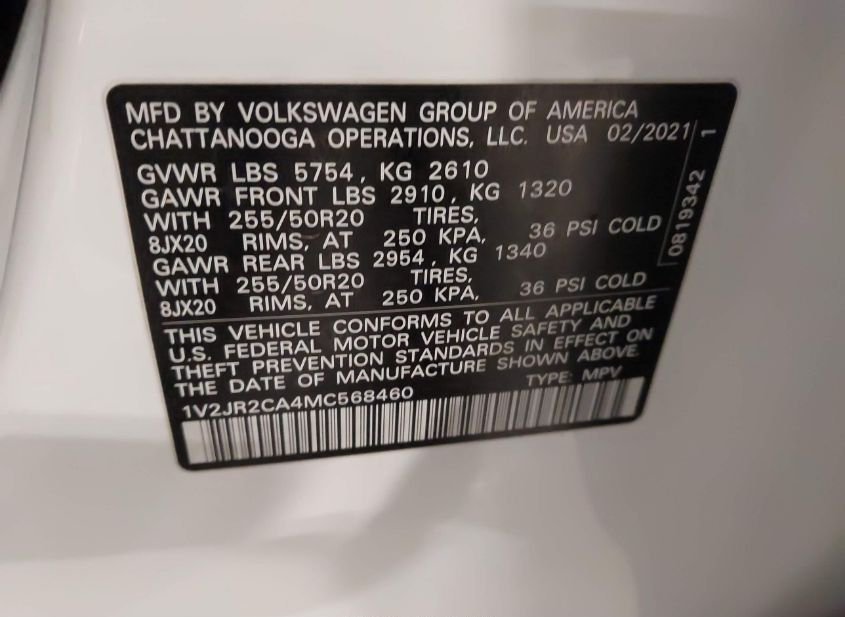 MFD BY VOLKSWAGEN GROUP OF AMERICA
CHATTANOOGA OPERATIONS, LLC. USA 02/2021
GVWR LBS 5754, KG 2610
GAWR FRONT LBS 2910, KG 1320
WITH 255/50R20 TIRES,
8JX20 RIMS, AT 250 KPA, 36 PSI COLD
GAWR REAR LBS 2954, KG 1340
WITH 255/50R20 TIRES,
8JX20 RIMS, AT 250 KPA, 36 PSI COLD
THIS VEHICLE CONFORMS TO ALL APPLICABLE
U.S. FEDERAL MOTOR VEHICLE SAFETY AND
THEFT PREVENTION STANDARDS IN EFFECT ON
THE DATE OF MANUFACTURE SHOWN ABOVE.
1V2JR2CA4MC568460 TYPE: MPV
0819342 1